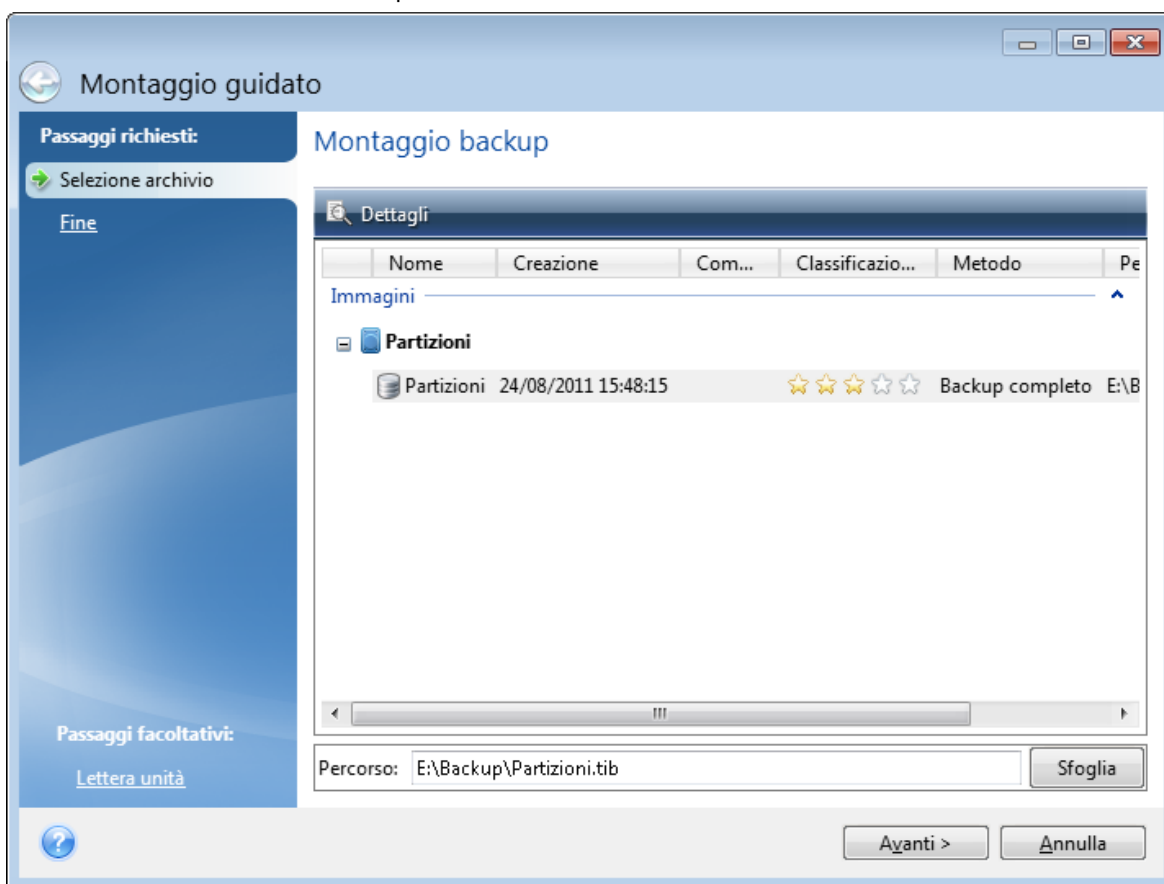 Montaggio guidato
Passaggi richiesti:
Selezione archivio
Fine
Montaggio backup
Dettagli
Nome Creazione Com... Classificazio... Metodo Pe
Immagini
Partizioni
Partizioni 24/08/2011 15:48:15 Backup completo E:\B
Passaggi facoltativi:
Lettera unità
Percorso: E:\Backup\Partizioni.tib Sfoglia
Avanti > Annulla